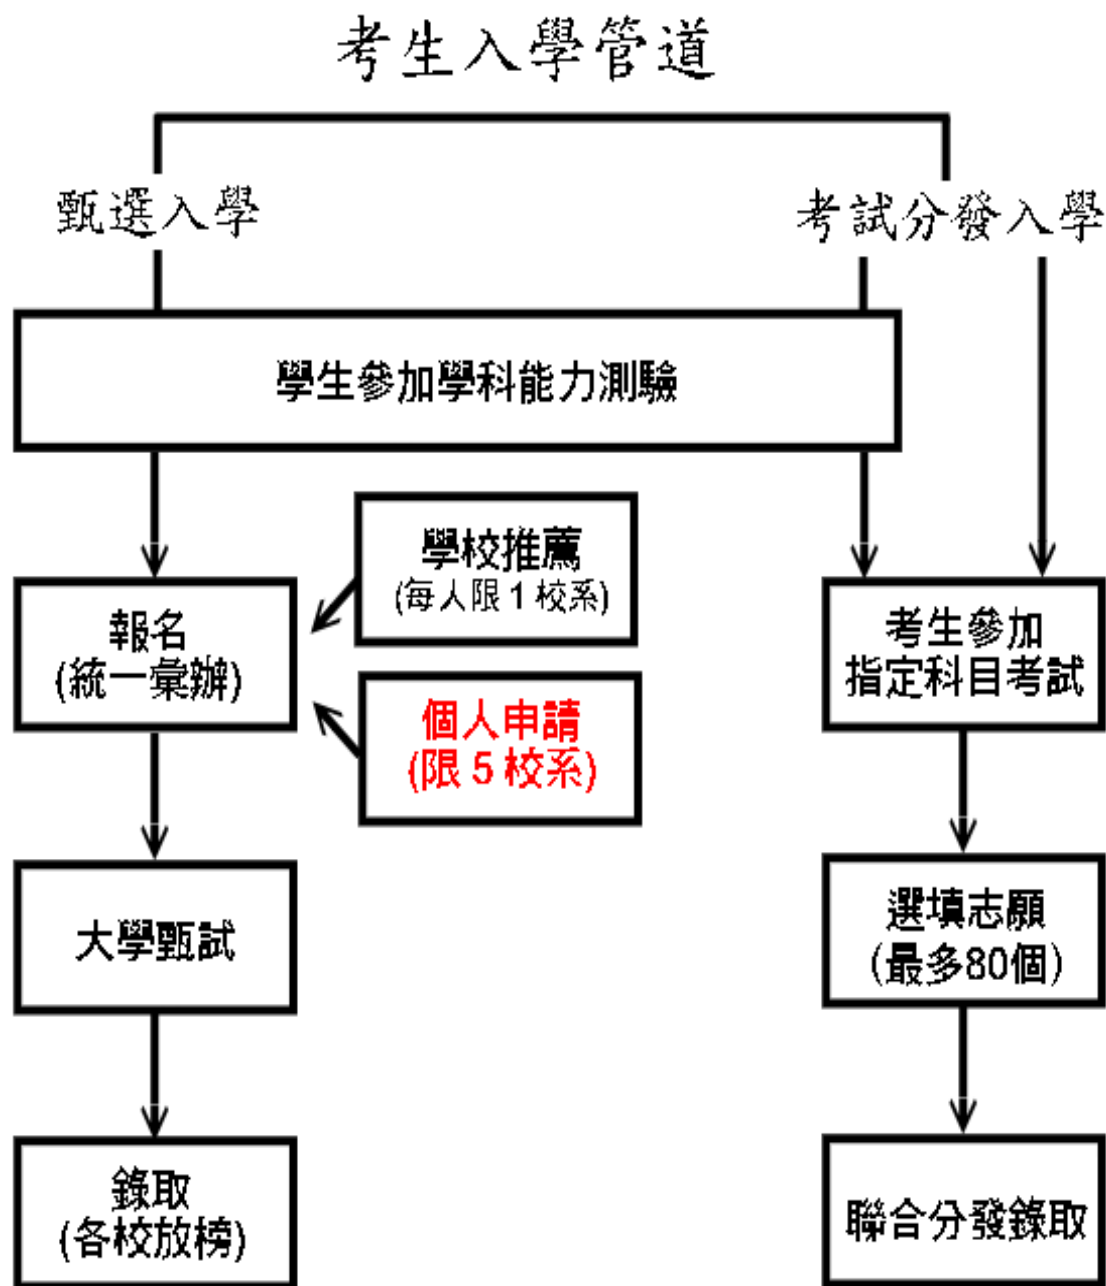 考生入學管道
甄選入學
考試分發入學
學生參加學科能力測驗
學校推薦
(每人限 1 校系)
報名
(統一彙辦)
考生參加
指定科目考試
個人申請
(限 5 校系)
大學甄試
選填志願
(最多80個)
錄取
(各校放榜)
聯合分發錄取